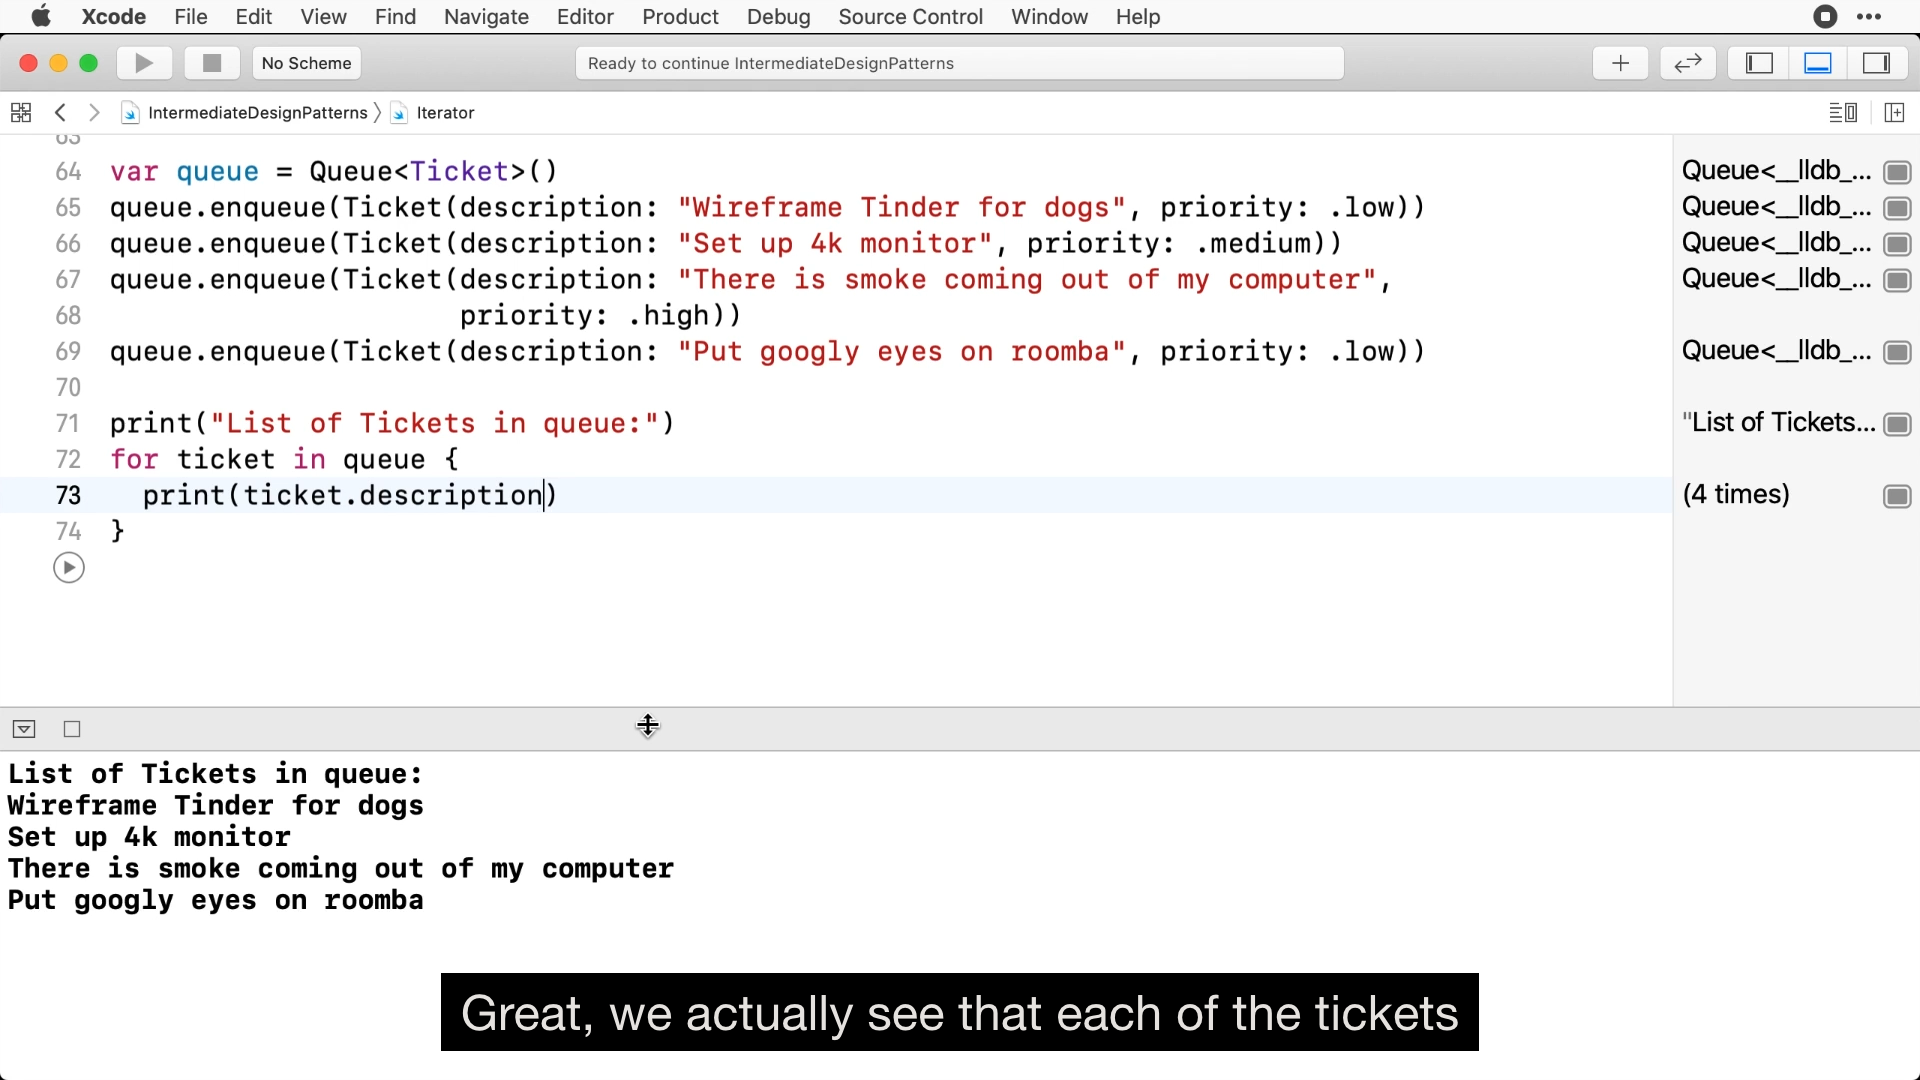 Xcode File Edit View Find Navigate Editor Product Debug Source Control Window Help
No Scheme Ready to continue IntermediateDesignPatterns
IntermediateDesignPatterns Iterator
63
64 var queue = Queue<Ticket>() Queue<__lldb_...
65 queue.enqueue(Ticket(description: "Wireframe Tinder for dogs", priority: .low)) Queue<__lldb_...
66 queue.enqueue(Ticket(description: "Set up 4k monitor", priority: .medium)) Queue<__lldb_...
67 queue.enqueue(Ticket(description: "There is smoke coming out of my computer", Queue<__lldb_...
68 priority: .high))
69 queue.enqueue(Ticket(description: "Put googly eyes on roomba", priority: .low)) Queue<__lldb_...
70
71 print("List of Tickets in queue:") "List of Tickets...
72 for ticket in queue {
73 print(ticket.description) (4 times)
74 }
List of Tickets in queue:
Wireframe Tinder for dogs
Set up 4k monitor
There is smoke coming out of my computer
Put googly eyes on roomba
Great, we actually see that each of the tickets